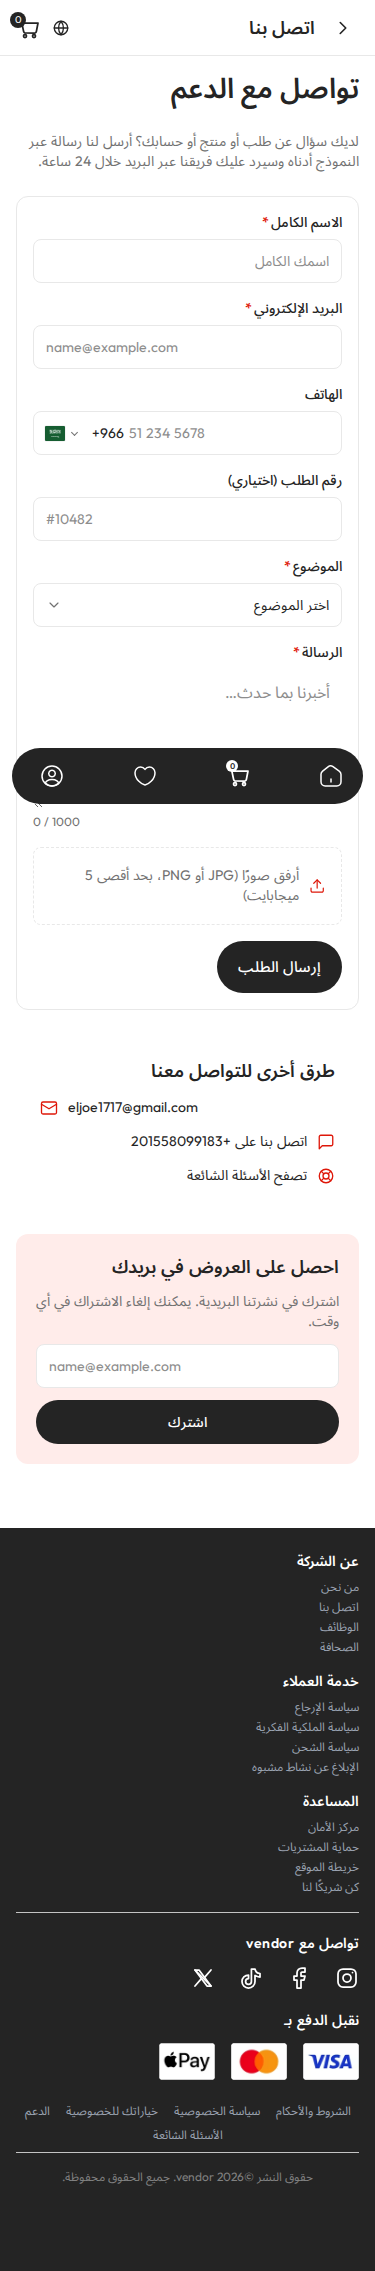 اتصل بنا
0
تواصل مع الدعم
لديك سؤال عن طلب أو منتج أو حسابك؟ أرسل لنا رسالة عبر
النموذج أدناه وسيرد عليك فريقنا عبر البريد خلال 24 ساعة.
الاسم الكامل *
اسمك الكامل
البريد الإلكتروني *
name@example.com
الهاتف
+966 51 234 5678
رقم الطلب (اختياري)
#10482
الموضوع *
اختر الموضوع
الرسالة *
أخبرنا بما حدث...
0
0 / 1000
أرفق صورًا (JPG أو PNG، بحد أقصى 5
ميجابايت)
إرسال الطلب
طرق أخرى للتواصل معنا
eljoe1717@gmail.com
اتصل بنا على +201558099183
تصفح الأسئلة الشائعة
احصل على العروض في بريدك
اشترك في نشرتنا البريدية. يمكنك إلغاء الاشتراك في أي
وقت.
name@example.com
اشترك
عن الشركة
من نحن
اتصل بنا
الوظائف
الصحافة
خدمة العملاء
سياسة الإرجاع
سياسة الملكية الفكرية
سياسة الشحن
الإبلاغ عن نشاط مشبوه
المساعدة
مركز الأمان
حماية المشتريات
خريطة الموقع
كن شريكًا لنا
تواصل مع vendor
نقبل الدفع بـ
VISA
Pay
الشروط والأحكام سياسة الخصوصية خياراتك للخصوصية الدعم
الأسئلة الشائعة
حقوق النشر ©2026 vendor. جميع الحقوق محفوظة.